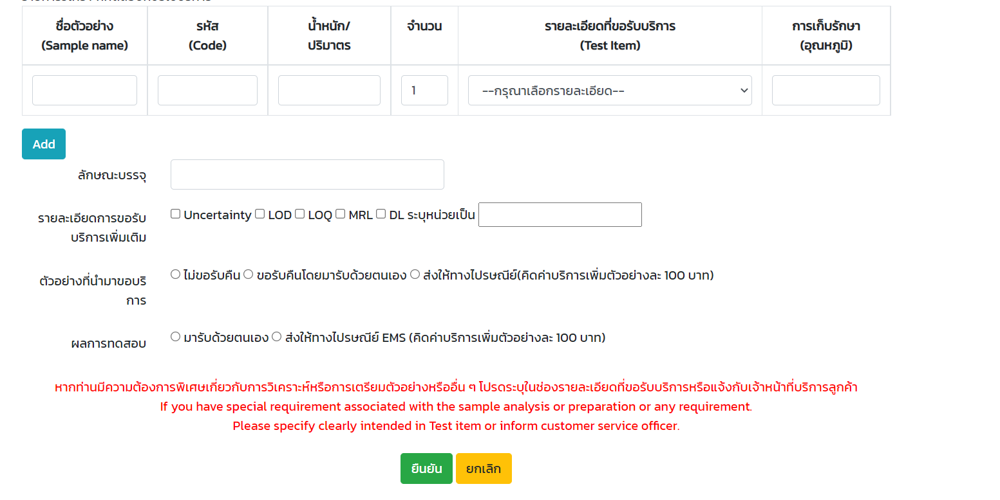 ชื่อตัวอย่าง รหัส น้ำหนัก/ จำนวน รายละเอียดที่ขอรับบริการ การเก็บรักษา
(Sample name) (Code) ปริมาตร (Test Item) (อุณหภูมิ)
1 --กรุณาเลือกรายละเอียด--
Add
ลักษณะบรรจุ
รายละเอียดการขอรับ
บริการเพิ่มเติม
Uncertainty LOD LOQ MRL DL ระบุหน่วยเป็น
ตัวอย่างที่นำมาขอบริ
การ
ไม่ขอรับคืน ขอรับคืนโดยมารับด้วยตนเอง ส่งให้ทางไปรษณีย์(คิดค่าบริการเพิ่มตัวอย่างละ 100 บาท)
ผลการทดสอบ
มารับด้วยตนเอง ส่งให้ทางไปรษณีย์ EMS (คิดค่าบริการเพิ่มตัวอย่างละ 100 บาท)
หากท่านมีความต้องการพิเศษเกี่ยวกับการวิเคราะห์หรือการเตรียมตัวอย่างหรืออื่น ๆ โปรดระบุในช่องรายละเอียดที่ขอรับบริการหรือแจ้งกับเจ้าหน้าที่บริการลูกค้า
If you have special requirement associated with the sample analysis or preparation or any requirement.
Please specify clearly intended in Test item or inform customer service officer.
ยืนยัน ยกเลิก